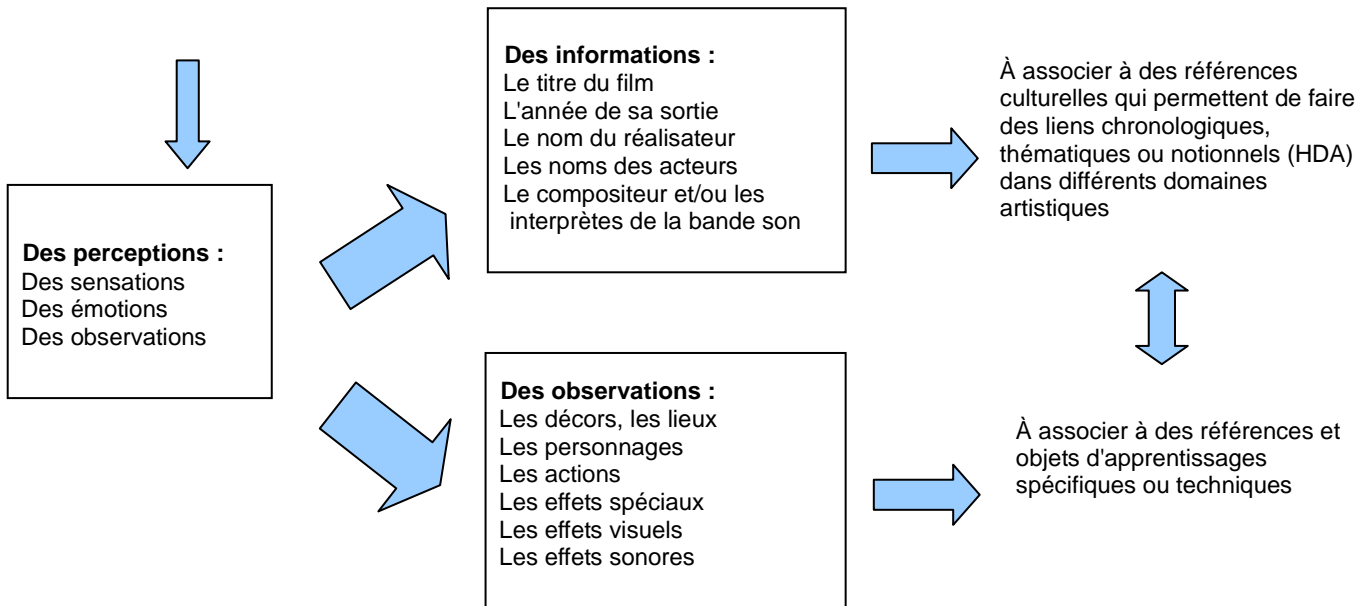 Des perceptions :
Des sensations
Des émotions
Des observations
Des informations :
Le titre du film
L'année de sa sortie
Le nom du réalisateur
Les noms des acteurs
Le compositeur et/ou les
interprètes de la bande son
À associer à des références
culturelles qui permettent de faire
des liens chronologiques,
thématiques ou notionnels (HDA)
dans différents domaines
artistiques
Des observations :
Les décors, les lieux
Les personnages
Les actions
Les effets spéciaux
Les effets visuels
Les effets sonores
À associer à des références et
objets d'apprentissages
spécifiques ou techniques